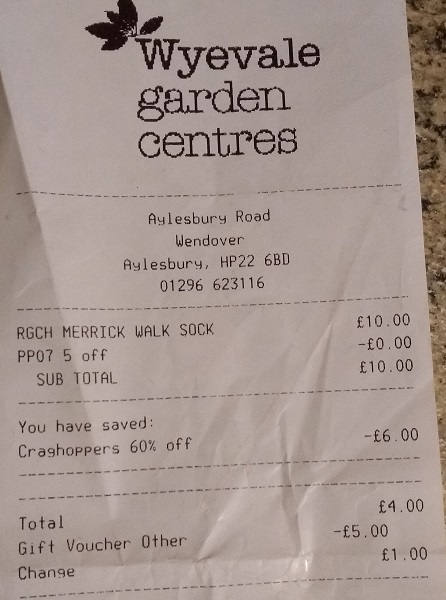 Wyevale
garden
centres
Aylesbury Road
Wendover
Aylesbury, HP22 6BD
01296 623116
RGCH MERRICK WALK SOCK £10.00
PP07 5 off -£0.00
SUB TOTAL £10.00
You have saved:
Craghoppers 60% off -£6.00
Total £4.00
Gift Voucher Other -£5.00
Change £1.00